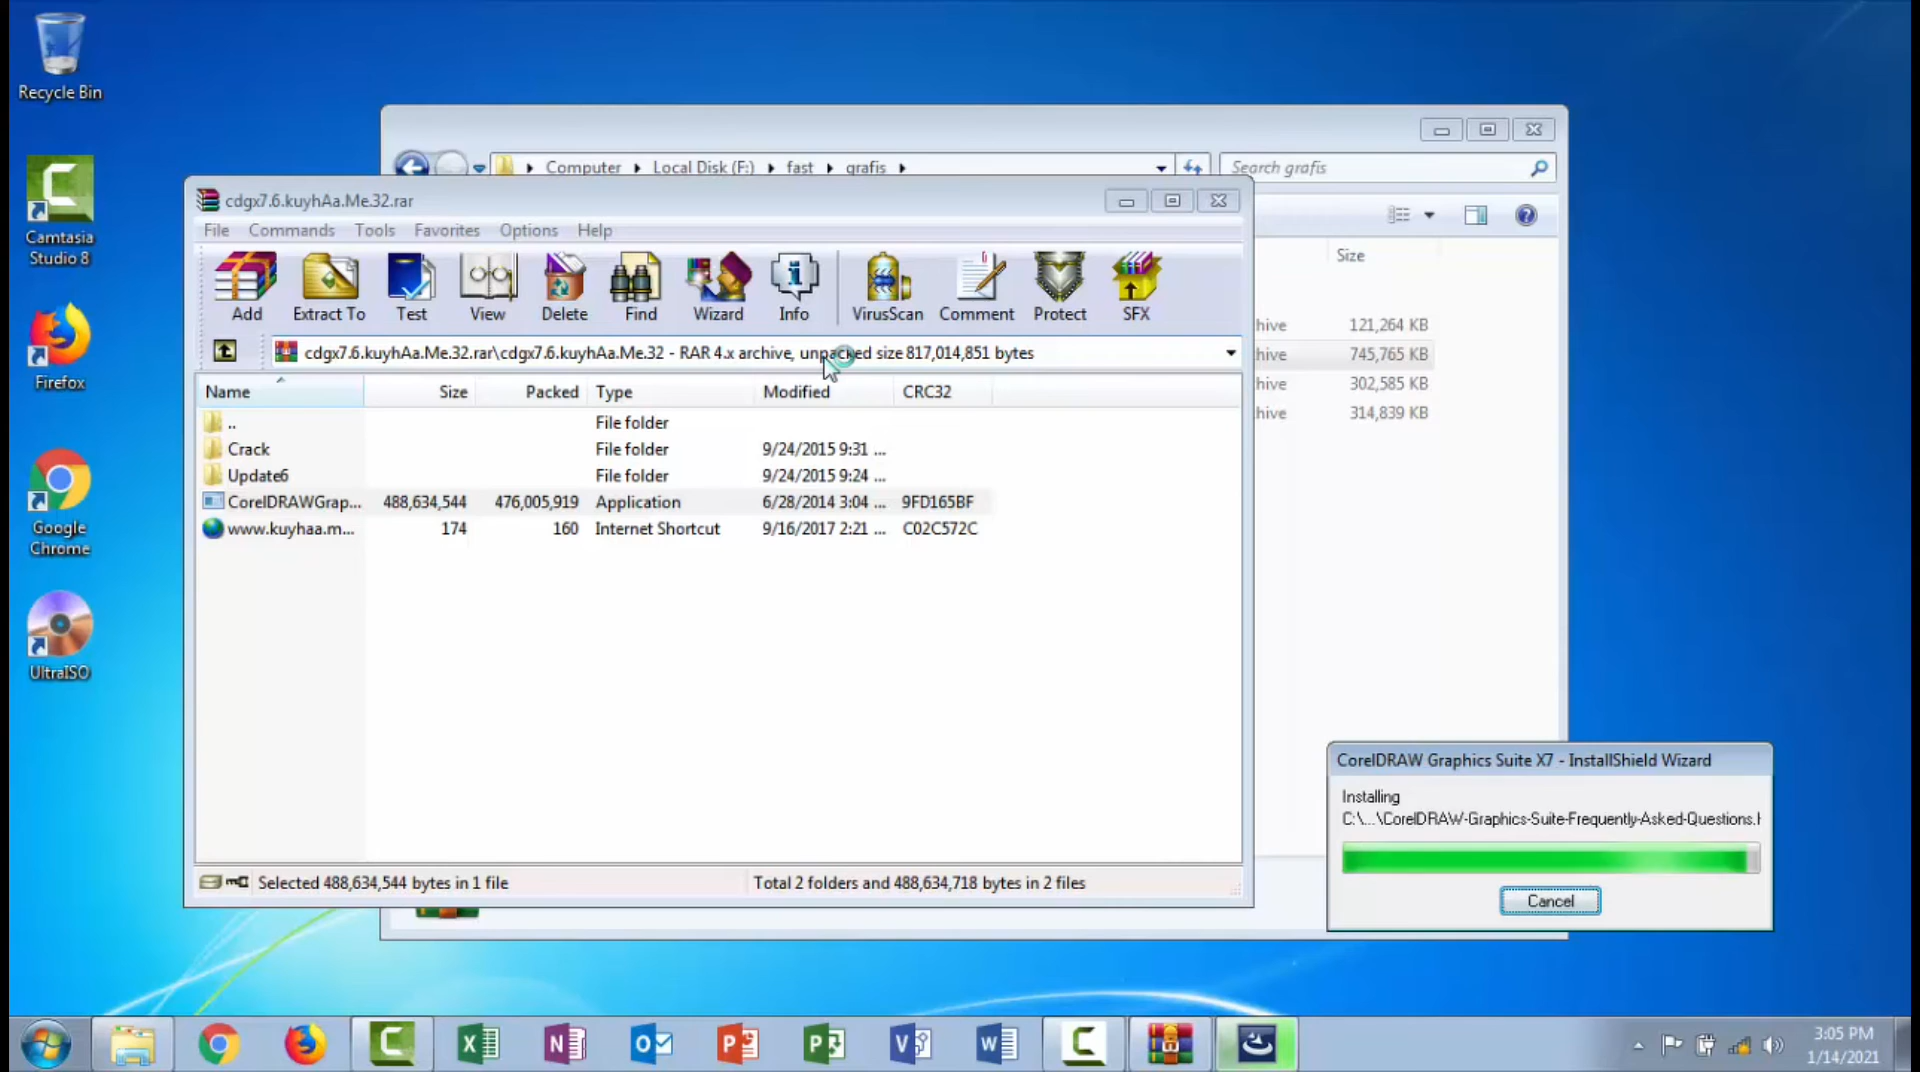 Recycle Bin
Camtasia
Studio 8
Firefox
Google
Chrome
UltraISO
Computer Local Disk (F:) fast grafis
Search grafis
Size
hive 121,264 KB
hive 745,765 KB
hive 302,585 KB
hive 314,839 KB
cdgx7.6.kuyhAa.Me.32.rar
File Commands Tools Favorites Options Help
Add Extract To Test View Delete Find Wizard Info VirusScan Comment Protect SFX
cdgx7.6.kuyhAa.Me.32.rar\cdgx7.6.kuyhAa.Me.32 - RAR 4.x archive, unpacked size 817,014,851 bytes
Name Size Packed Type Modified CRC32
.. File folder
Crack File folder 9/24/2015 9:31 ...
Update6 File folder 9/24/2015 9:24 ...
CorelDRAWGrap... 488,634,544 476,005,919 Application 6/28/2014 3:04 ... 9FD165BF
www.kuyhaa.m... 174 160 Internet Shortcut 9/16/2017 2:21 ... C02C572C
Selected 488,634,544 bytes in 1 file
Total 2 folders and 488,634,718 bytes in 2 files
CorelDRAW Graphics Suite X7 - InstallShield Wizard
Installing
C:\...\CorelDRAW-Graphics-Suite-Frequently-Asked-Questions.
Cancel
3:05 PM
1/14/2021